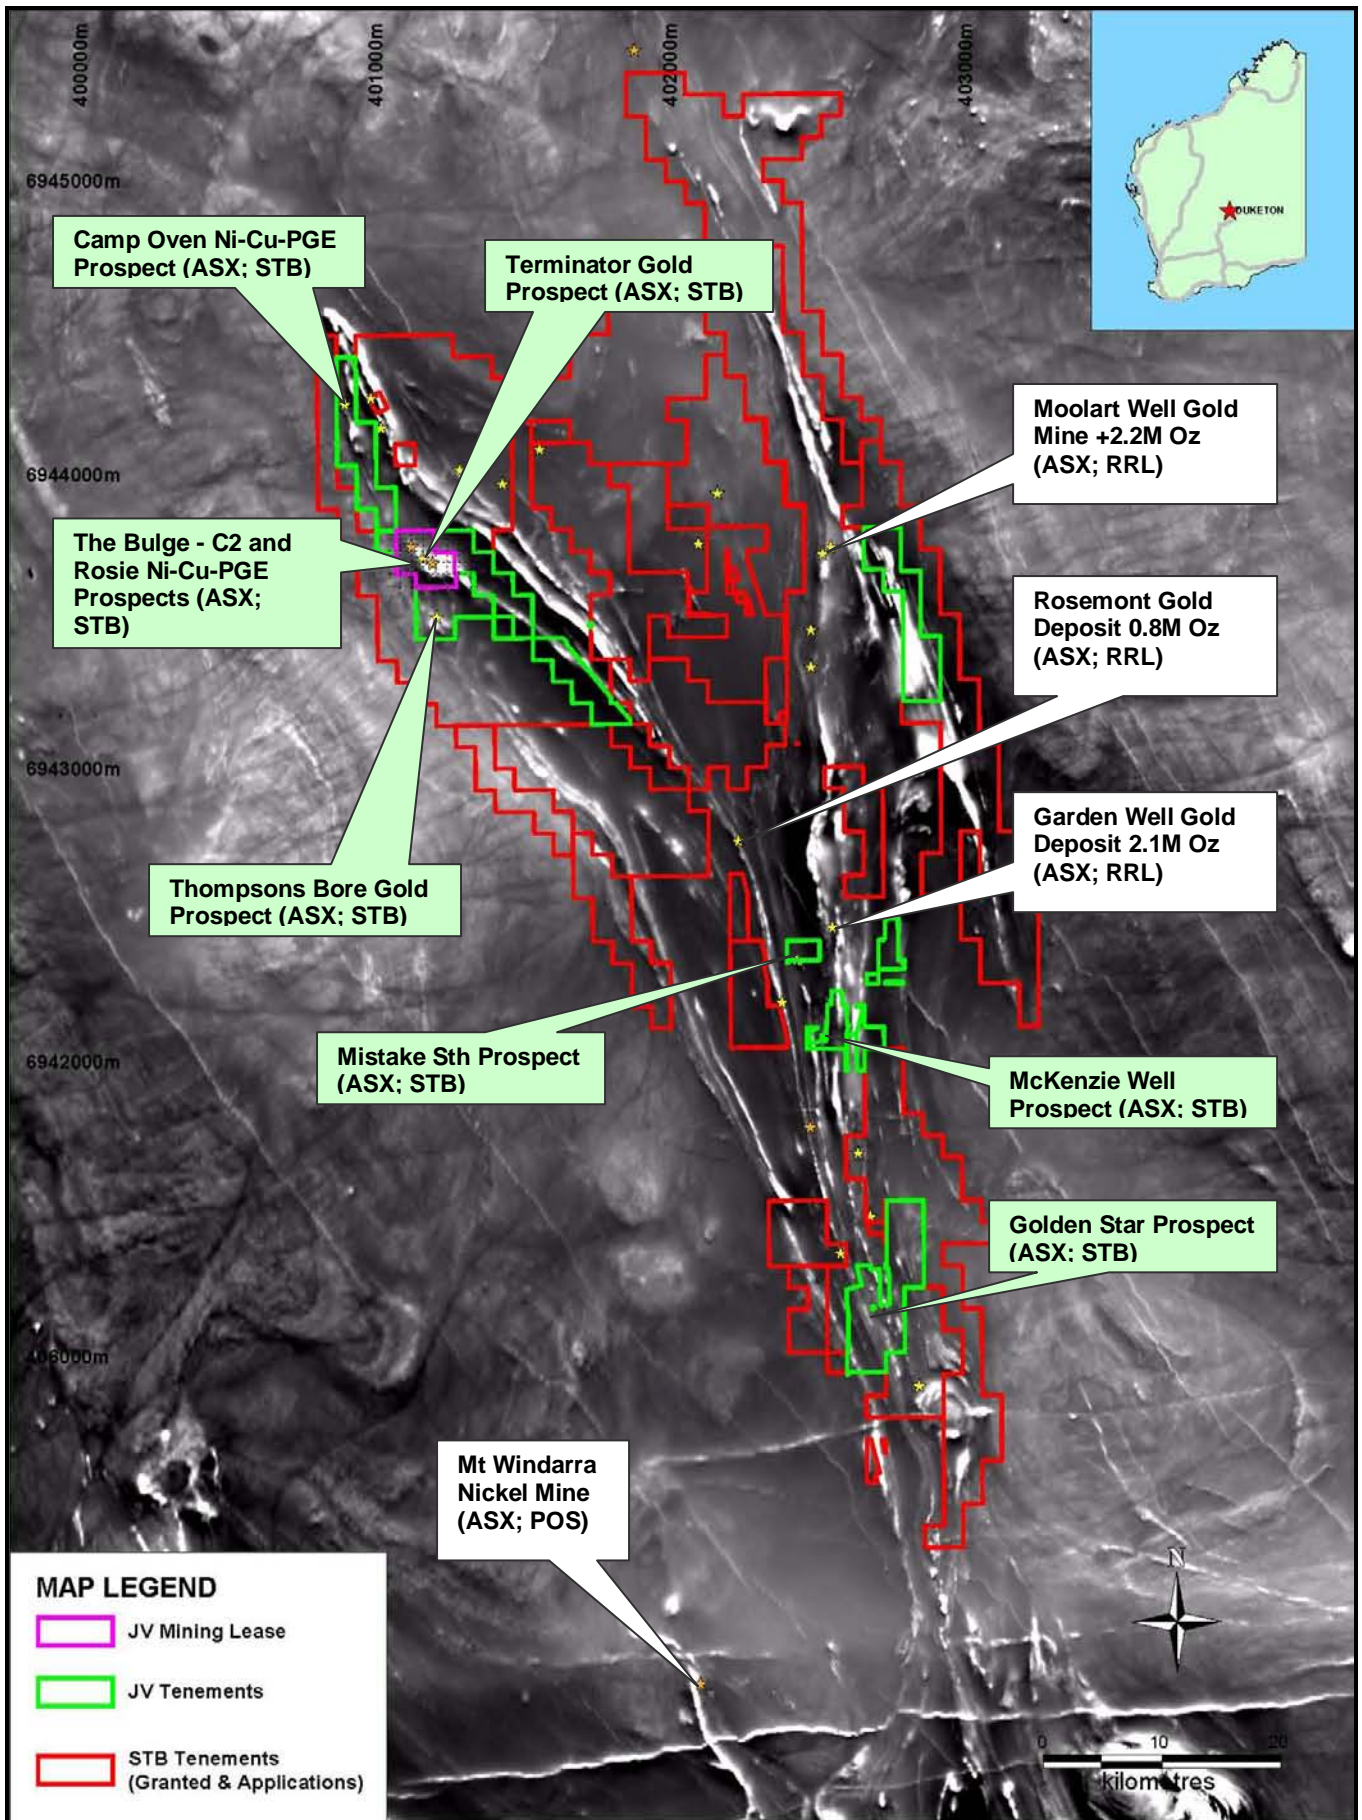 400000m
401000m
402000m
403000m
DUKETON
6945000m
Camp Oven Ni-Cu-PGE
Prospect (ASX; STB)
Terminator Gold
Prospect (ASX; STB)
Moolart Well Gold
Mine +2.2M Oz
(ASX; RRL)
6944000m
The Bulge - C2 and
Rosie Ni-Cu-PGE
Prospects (ASX;
STB)
Rosemont Gold
Deposit 0.8M Oz
(ASX; RRL)
6943000m
Garden Well Gold
Deposit 2.1M Oz
(ASX; RRL)
Thompsons Bore Gold
Prospect (ASX; STB)
Mistake Sth Prospect
(ASX; STB)
6942000m
McKenzie Well
Prospect (ASX: STB)
Golden Star Prospect
(ASX; STB)
406000m
Mt Windarra
Nickel Mine
(ASX; POS)
N
MAP LEGEND
JV Mining Lease
JV Tenements
STB Tenements
(Granted & Applications)
0 10 20
kilometres